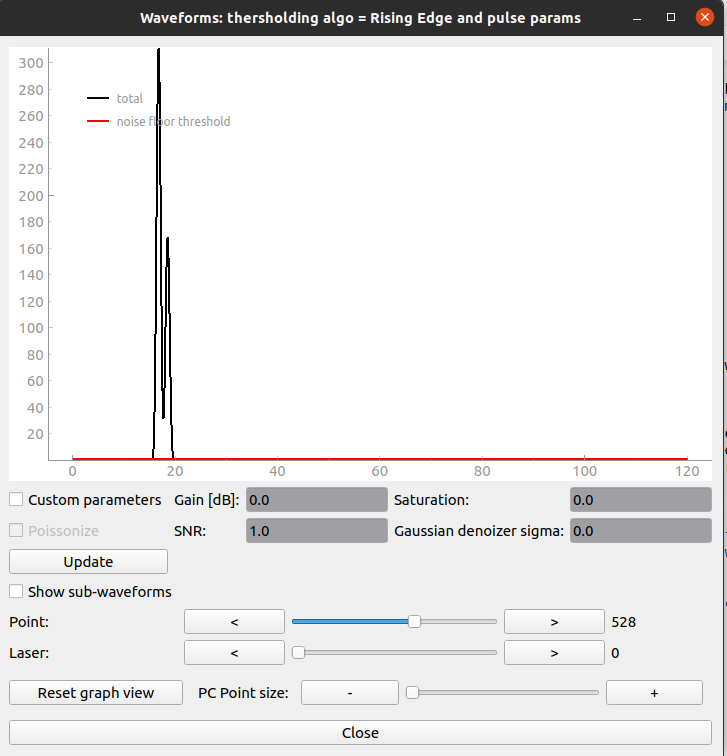 Waveforms: thersholding algo = Rising Edge and pulse params
300
280
260
240
220
200
180
160
140
120
100
80
60
40
20
total
noise floor threshold
0 20 40 60 80 100 120
Custom parameters Gain [dB]: 0.0 Saturation: 0.0
Poissonize SNR: 1.0 Gaussian denoizer sigma: 0.0
Update
Show sub-waveforms
Point: < > 528
Laser: < > 0
Reset graph view PC Point size: - +
Close